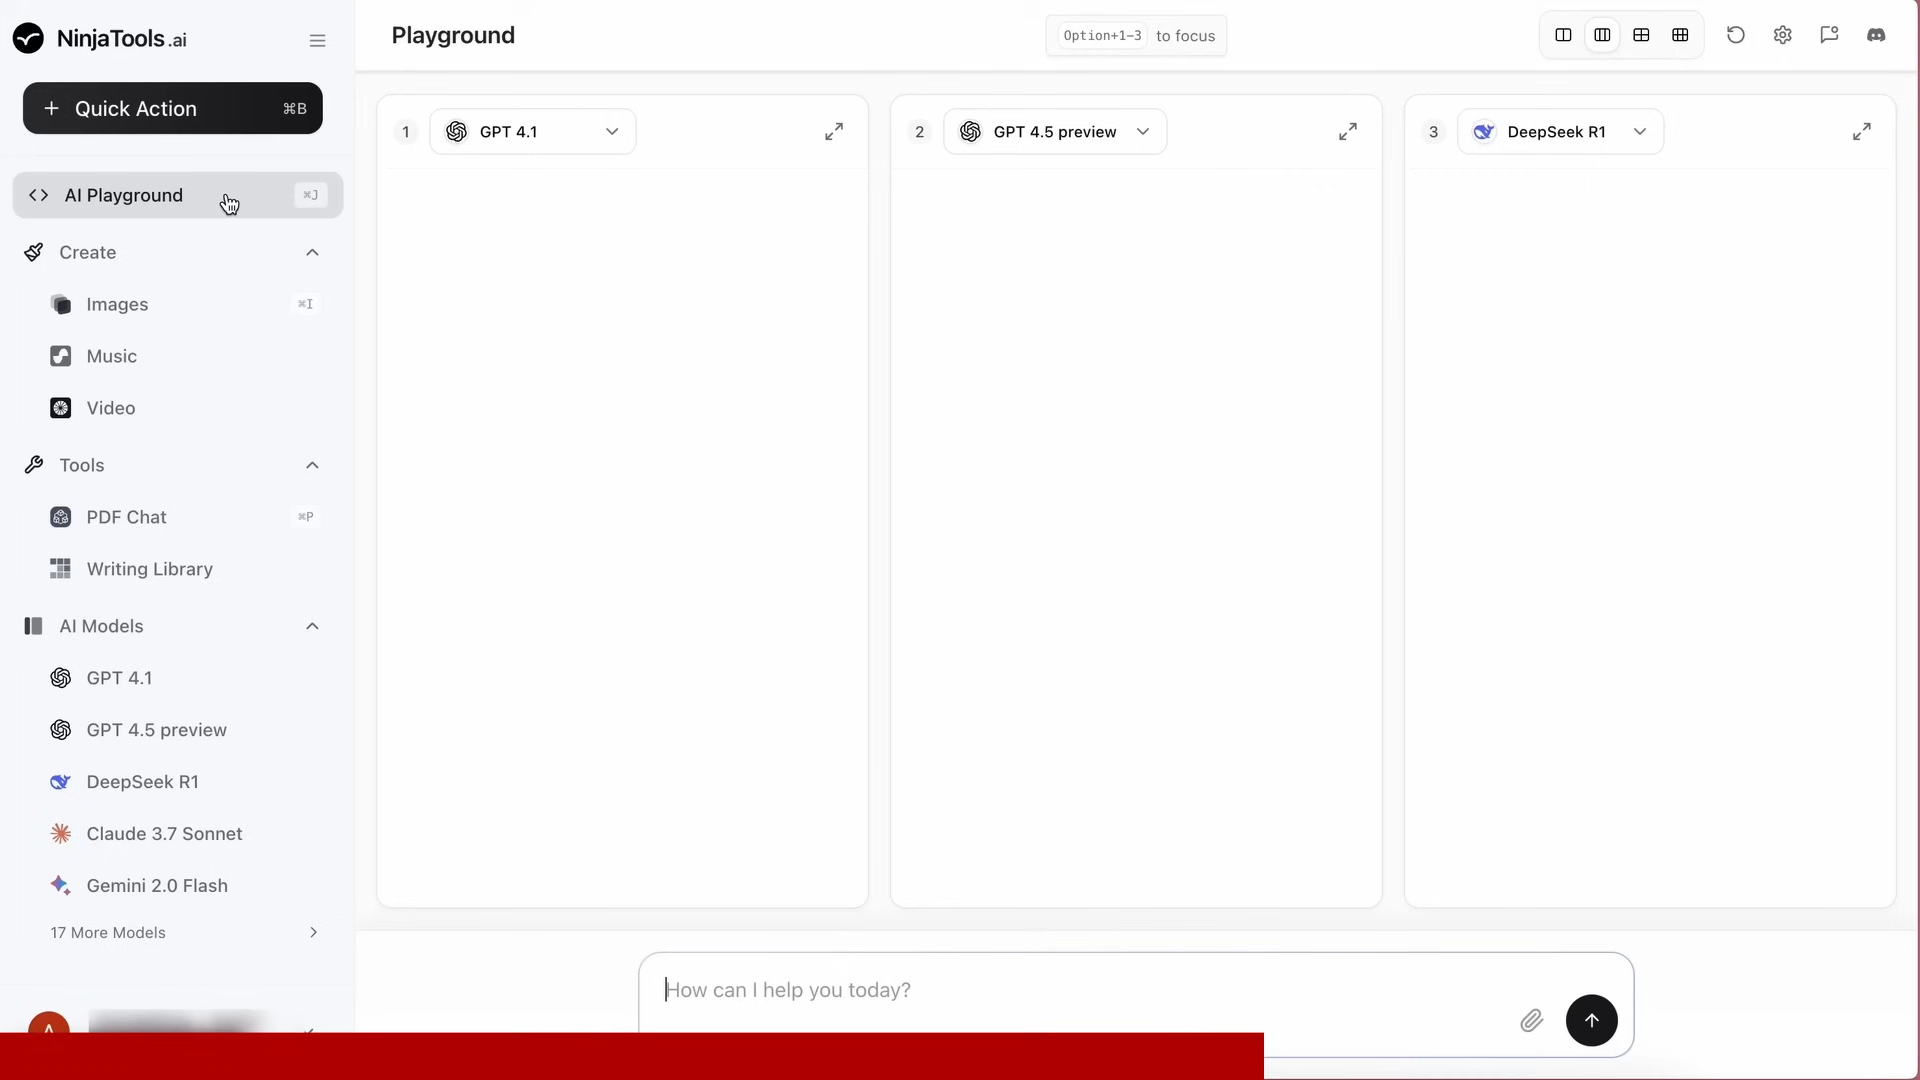 NinjaTools.ai
Quick Action ⌘B
AI Playground ⌘J
Create
Images ⌘I
Music
Video
Tools
PDF Chat ⌘P
Writing Library
AI Models
GPT 4.1
GPT 4.5 preview
DeepSeek R1
Claude 3.7 Sonnet
Gemini 2.0 Flash
17 More Models
A
Playground
Option+1-3 to focus
1 GPT 4.1
2 GPT 4.5 preview
3 DeepSeek R1
How can I help you today?